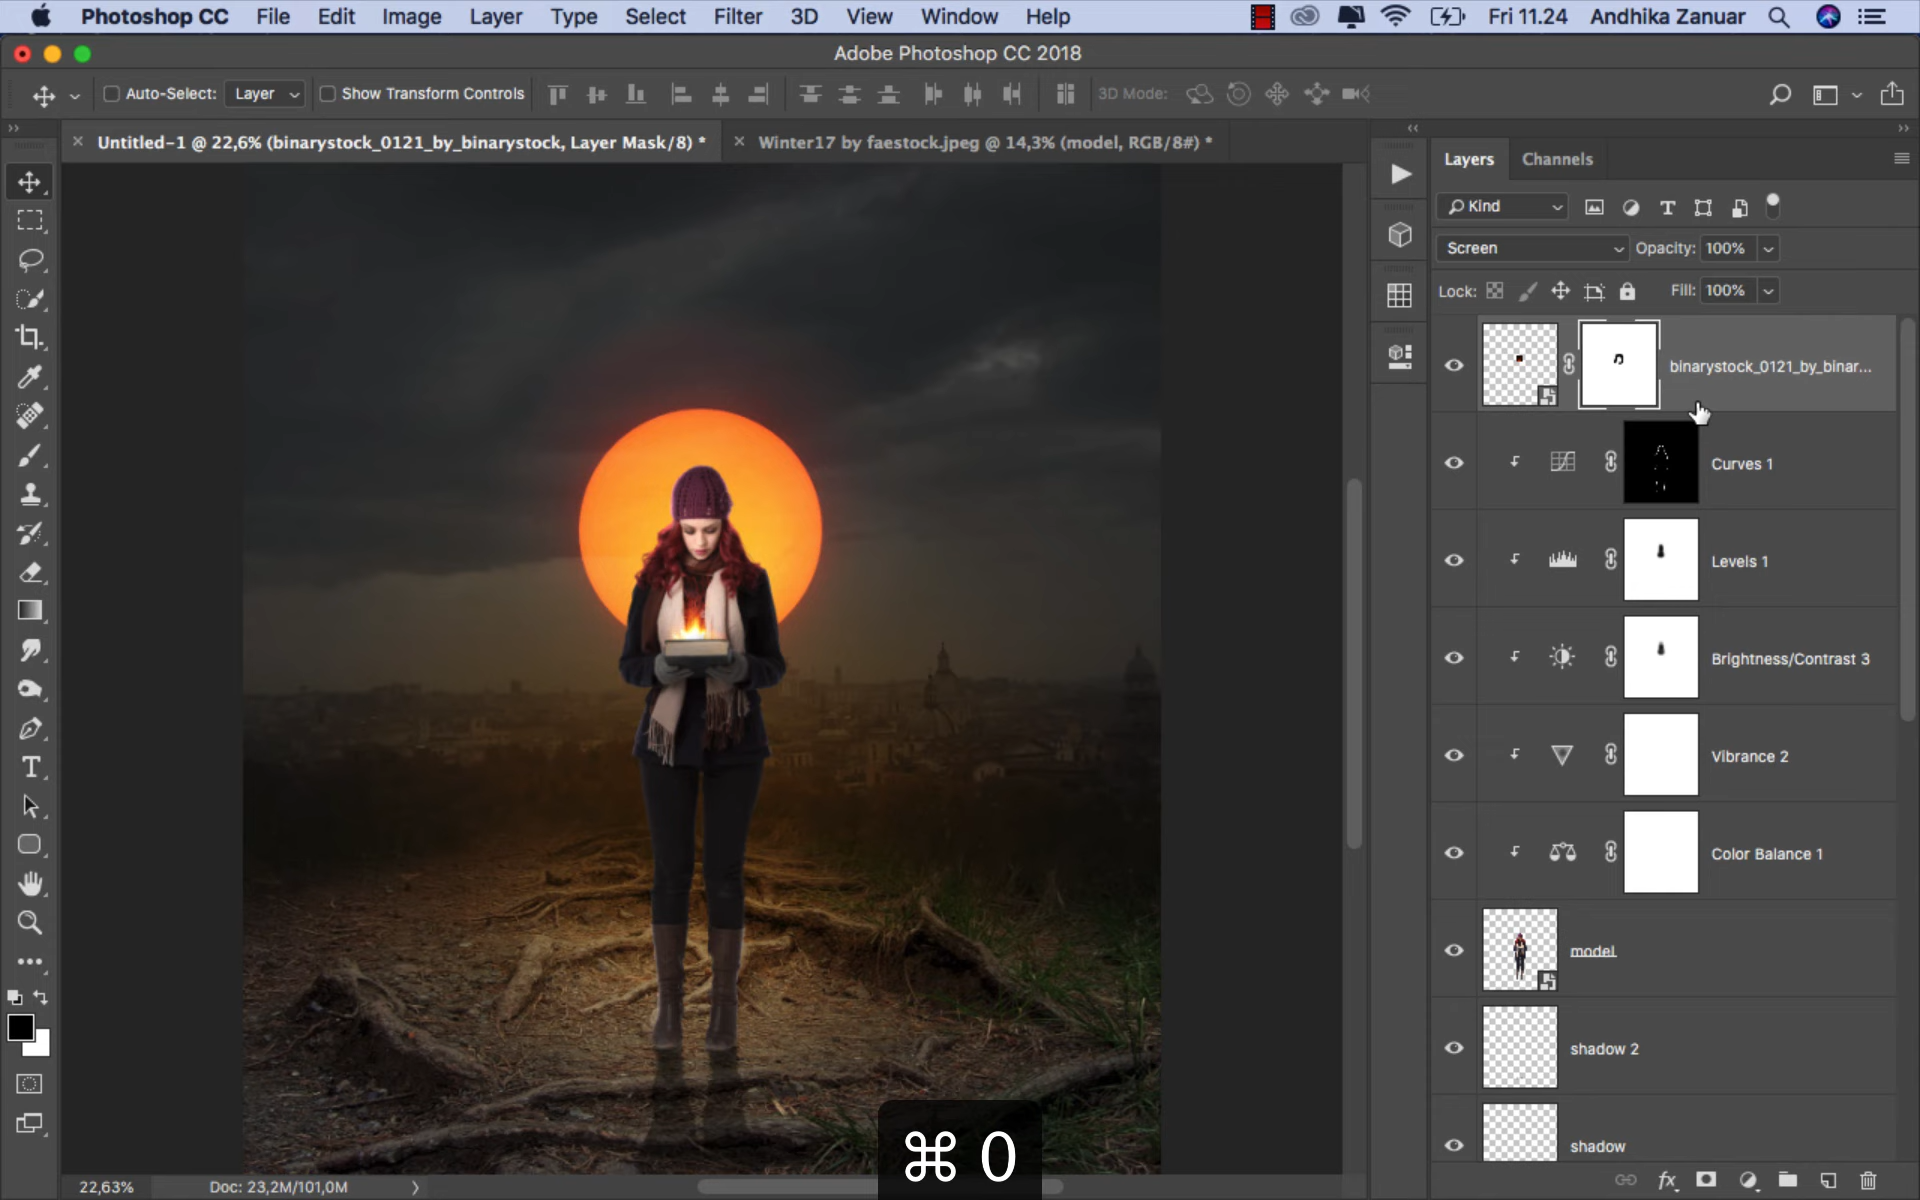 Photoshop CC File Edit Image Layer Type Select Filter 3D View Window Help Fri 11.24 Andhika Zanuar
Adobe Photoshop CC 2018
Auto-Select: Layer Show Transform Controls 3D Mode:
Untitled-1 @ 22,6% (binarystock_0121_by_binarystock, Layer Mask/8) * Winter17 by faestock.jpeg @ 14,3% (model, RGB/8#) *
Layers Channels
Kind
Screen Opacity: 100%
Lock: Fill: 100%
binarystock_0121_by_binar...
Curves 1
Levels 1
Brightness/Contrast 3
Vibrance 2
Color Balance 1
model
shadow 2
shadow
⌘ 0
22,63% Doc: 23,2M/101,0M
fx